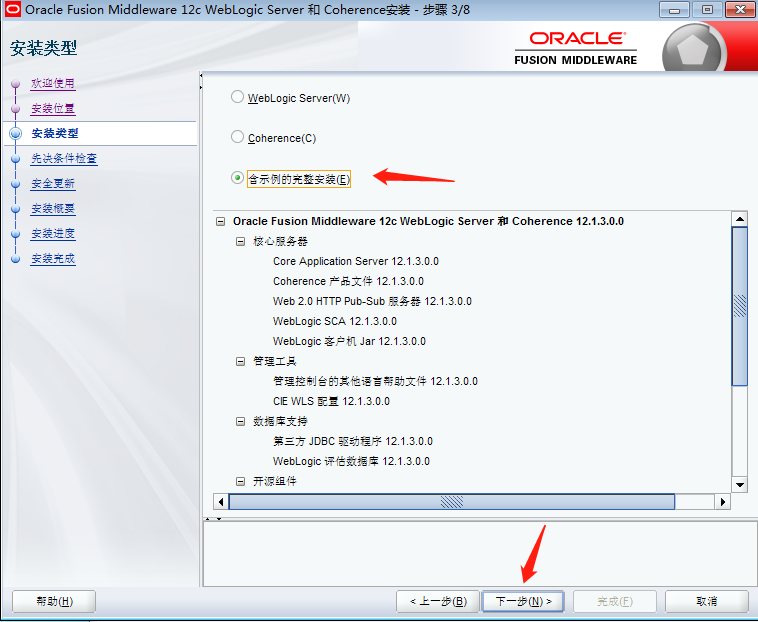 Oracle Fusion Middleware 12c WebLogic Server 和 Coherence安装 - 步骤 3/8
安装类型
ORACLE
FUSION MIDDLEWARE
欢迎使用
安装位置
安装类型
先决条件检查
安全更新
安装概要
安装进度
安装完成
WebLogic Server(W)
Coherence(C)
含示例的完整安装(E)
Oracle Fusion Middleware 12c WebLogic Server 和 Coherence 12.1.3.0.0
核心服务器
Core Application Server 12.1.3.0.0
Coherence 产品文件 12.1.3.0.0
Web 2.0 HTTP Pub-Sub 服务器 12.1.3.0.0
WebLogic SCA 12.1.3.0.0
WebLogic 客户机 Jar 12.1.3.0.0
管理工具
管理控制台的其他语言帮助文件 12.1.3.0.0
CIE WLS 配置 12.1.3.0.0
数据库支持
第三方 JDBC 驱动程序 12.1.3.0.0
WebLogic 评估数据库 12.1.3.0.0
开源组件
帮助(H)
< 上一步(B)
下一步(N) >
完成(F)
取消